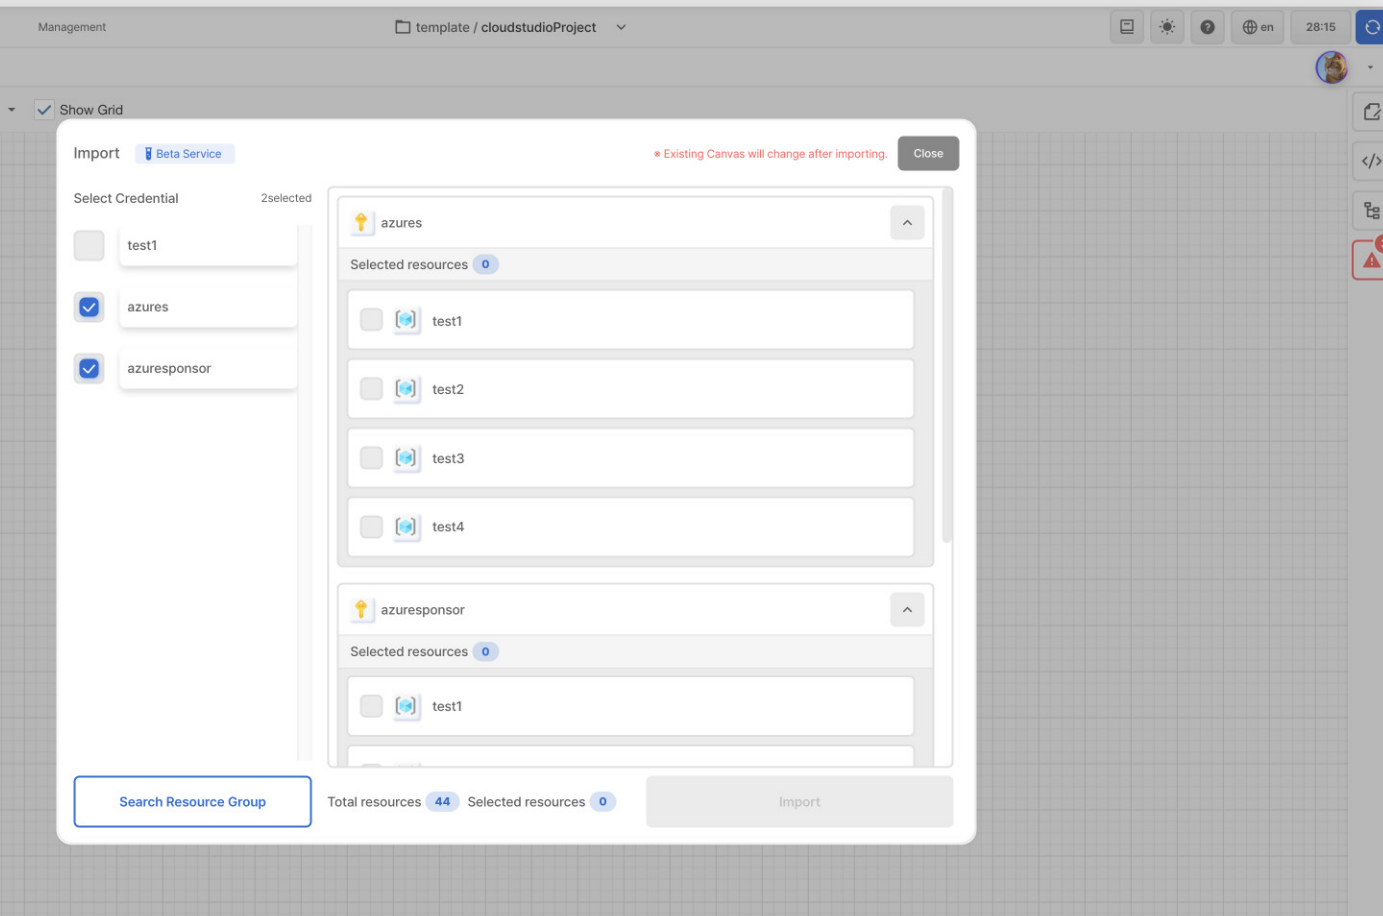 Management
template / cloudstudioProject
en
28:15
Show Grid
Import
Beta Service
※ Existing Canvas will change after importing.
Close
Select Credential
2selected
test1
azures
azuresponsor
azures
Selected resources 0
test1
test2
test3
test4
azuresponsor
Selected resources 0
test1
Search Resource Group
Total resources 44 Selected resources 0
Import